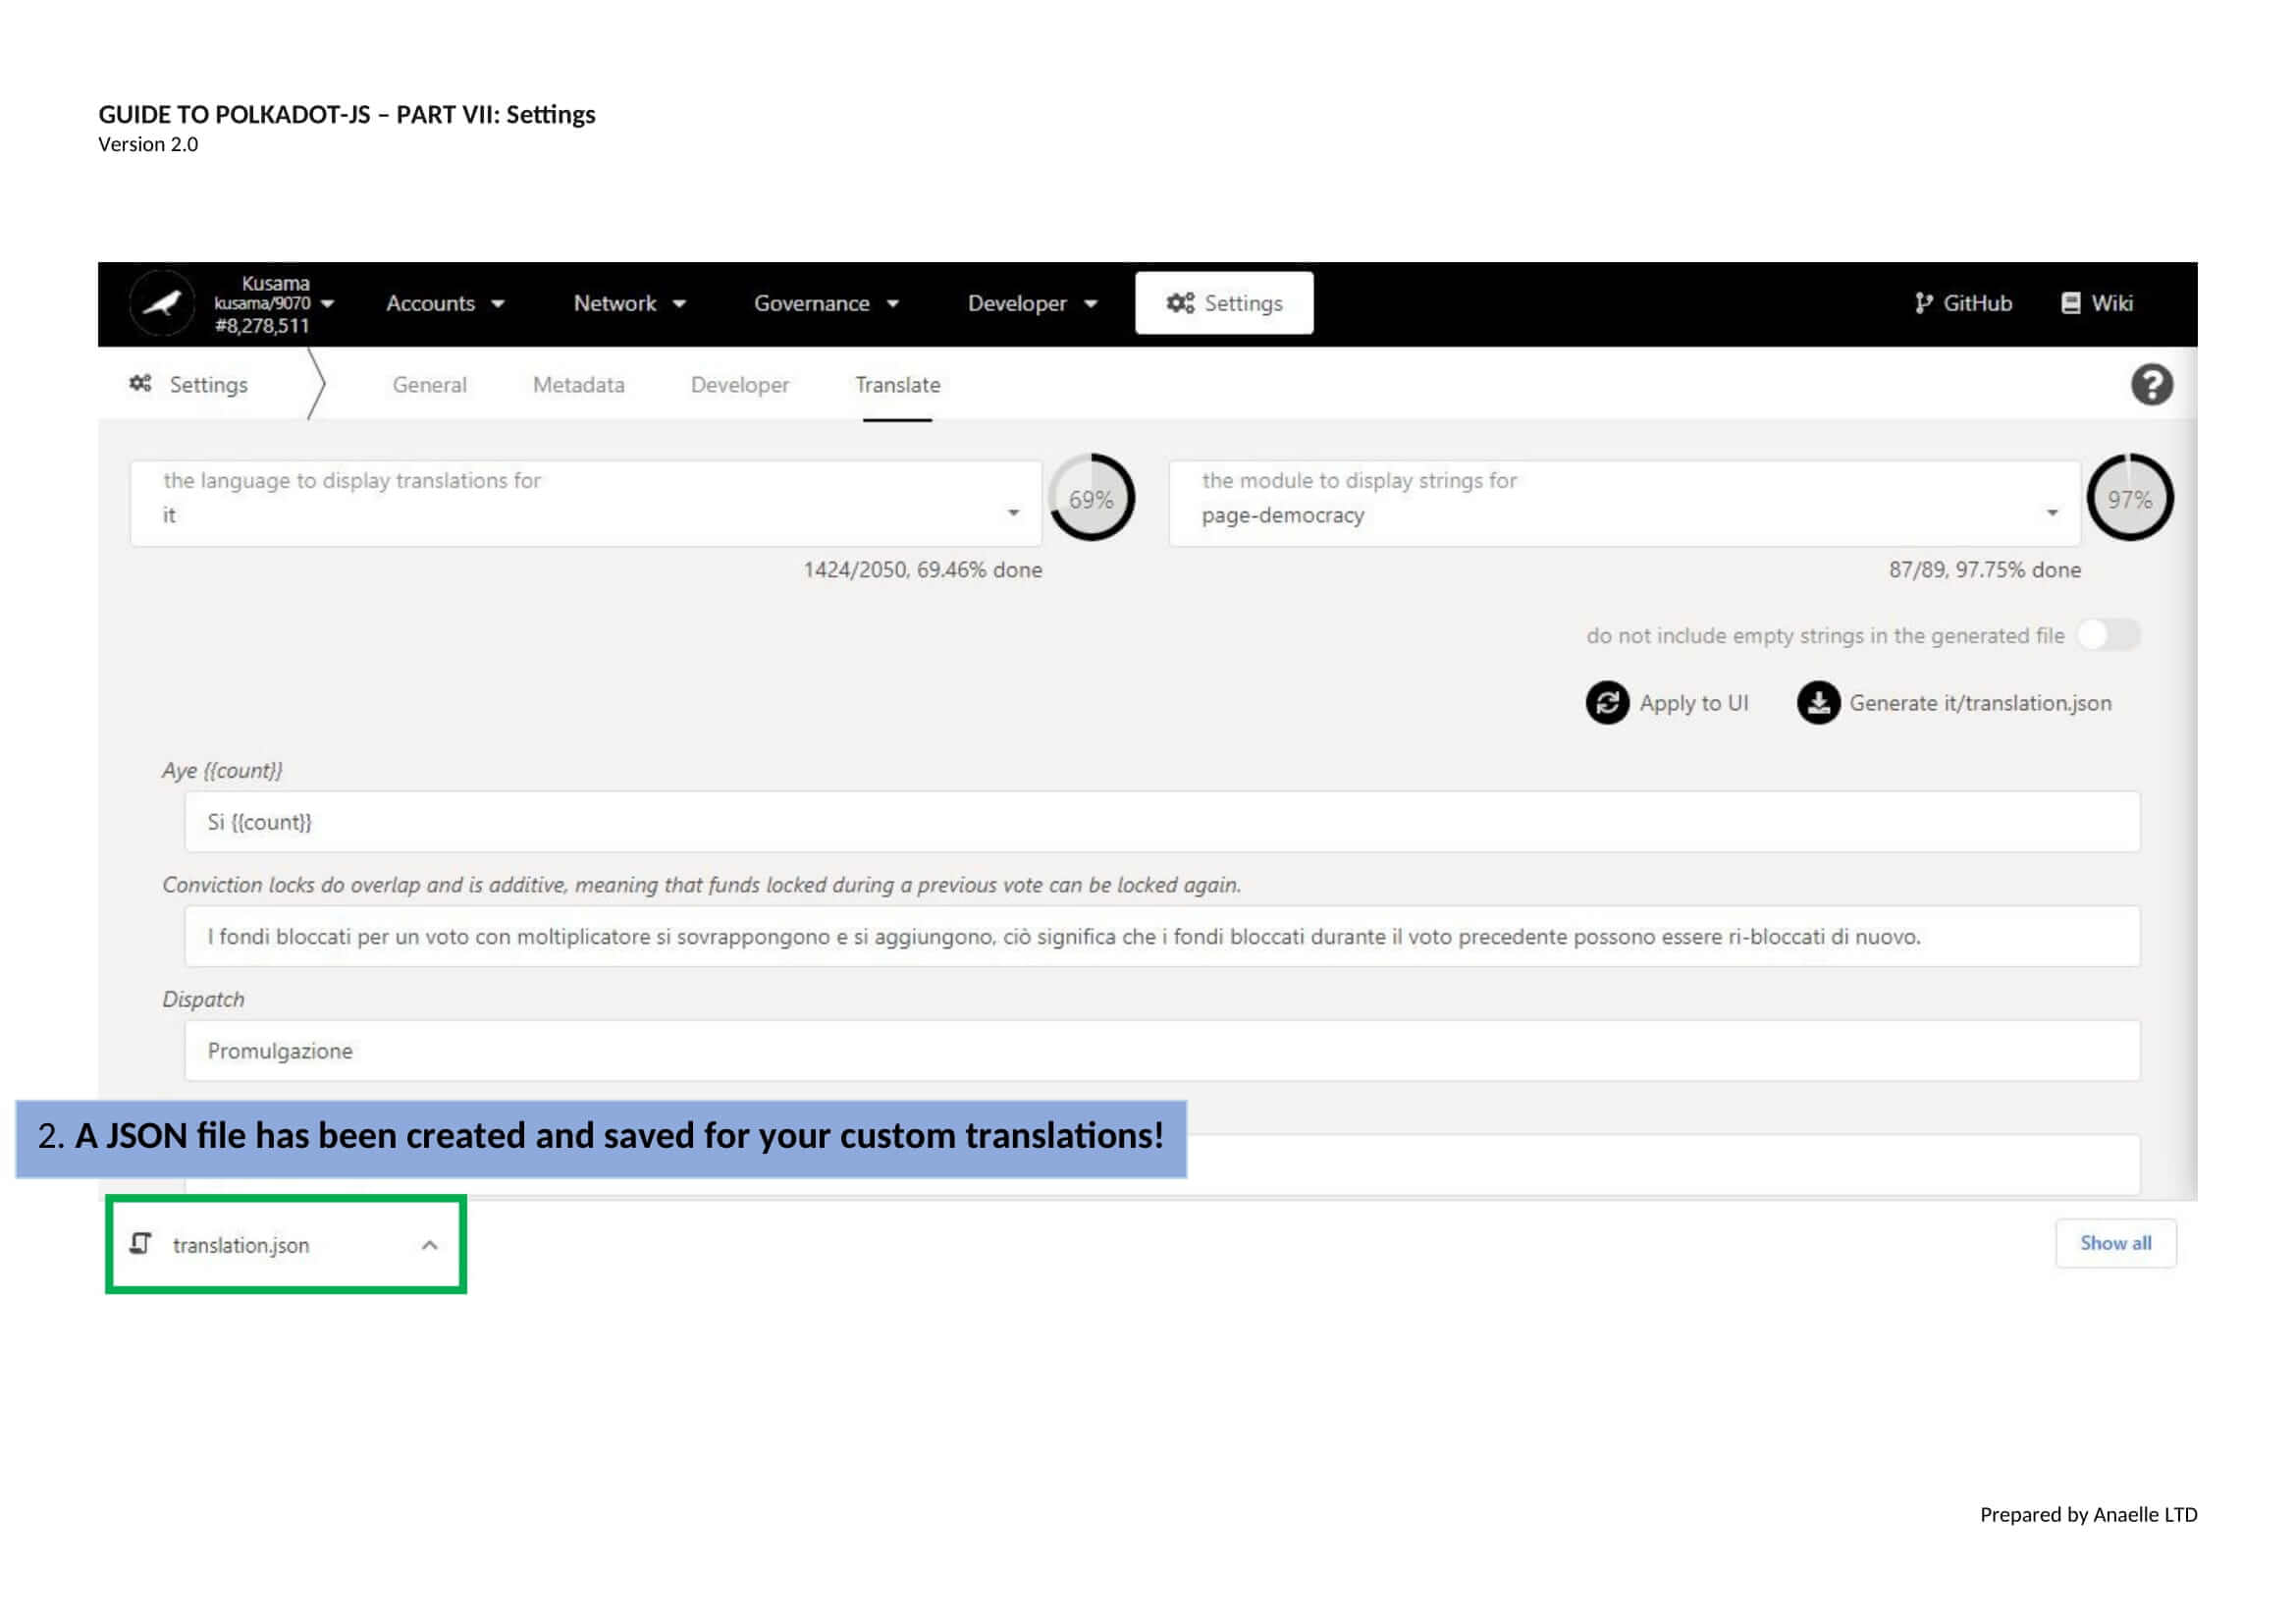 GUIDE TO POLKADOT-JS – PART VII: Settings
Version 2.0
Kusama
kusama/9070
#8,278,511
Accounts
Network
Governance
Developer
Settings
GitHub
Wiki
Settings
General
Metadata
Developer
Translate
?
the language to display translations for
it
69%
1424/2050, 69.46% done
the module to display strings for
page-democracy
97%
87/89, 97.75% done
do not include empty strings in the generated file
Apply to UI
Generate it/translation.json
Aye {{count}}
Si {{count}}
Conviction locks do overlap and is additive, meaning that funds locked during a previous vote can be locked again.
I fondi bloccati per un voto con moltiplicatore si sovrappongono e si aggiungono, ciò significa che i fondi bloccati durante il voto precedente possono essere ri-bloccati di nuovo.
Dispatch
Promulgazione
2. A JSON file has been created and saved for your custom translations!
translation.json
Show all
Prepared by Anaelle LTD